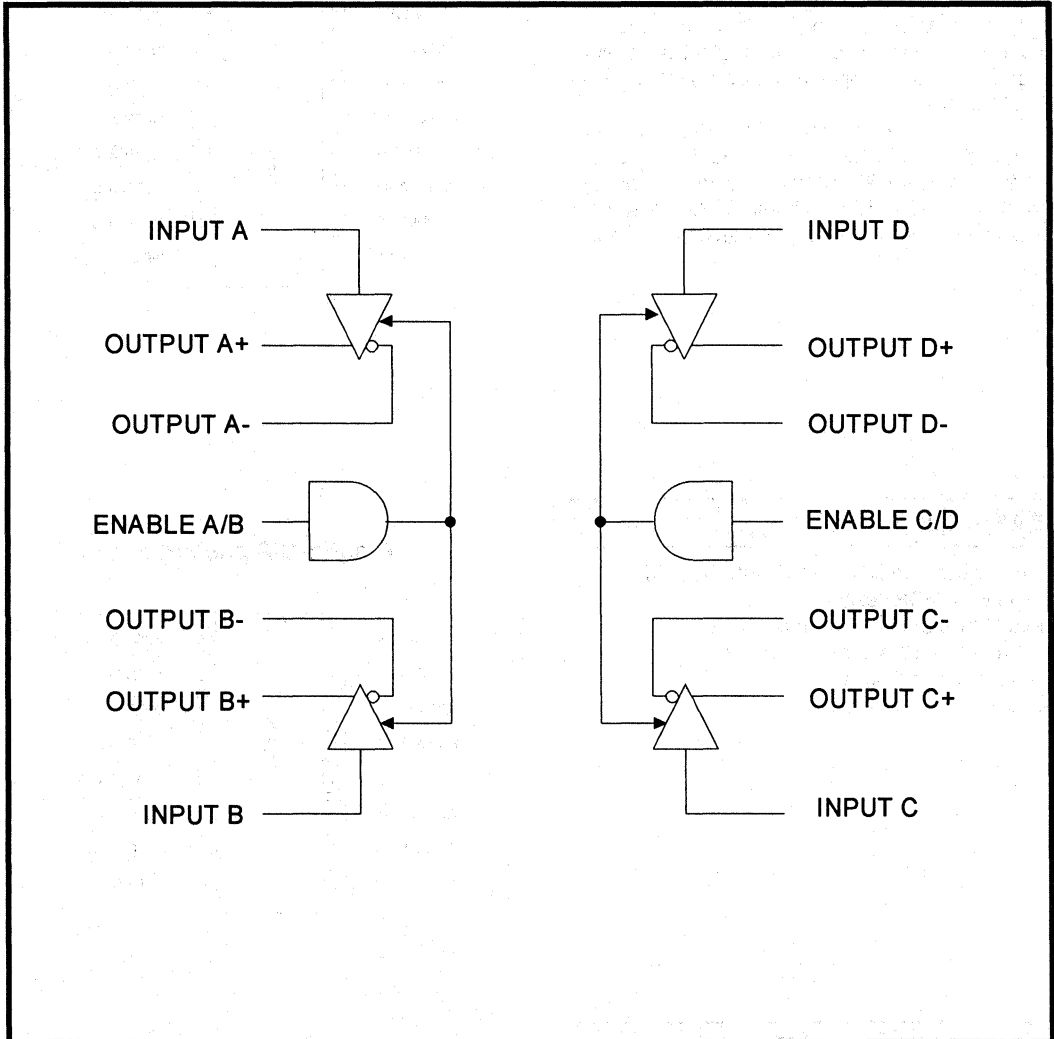 INPUT A
OUTPUT A+
OUTPUT A-
ENABLE A/B
OUTPUT B-
OUTPUT B+
INPUT B
INPUT D
OUTPUT D+
OUTPUT D-
ENABLE C/D
OUTPUT C-
OUTPUT C+
INPUT C